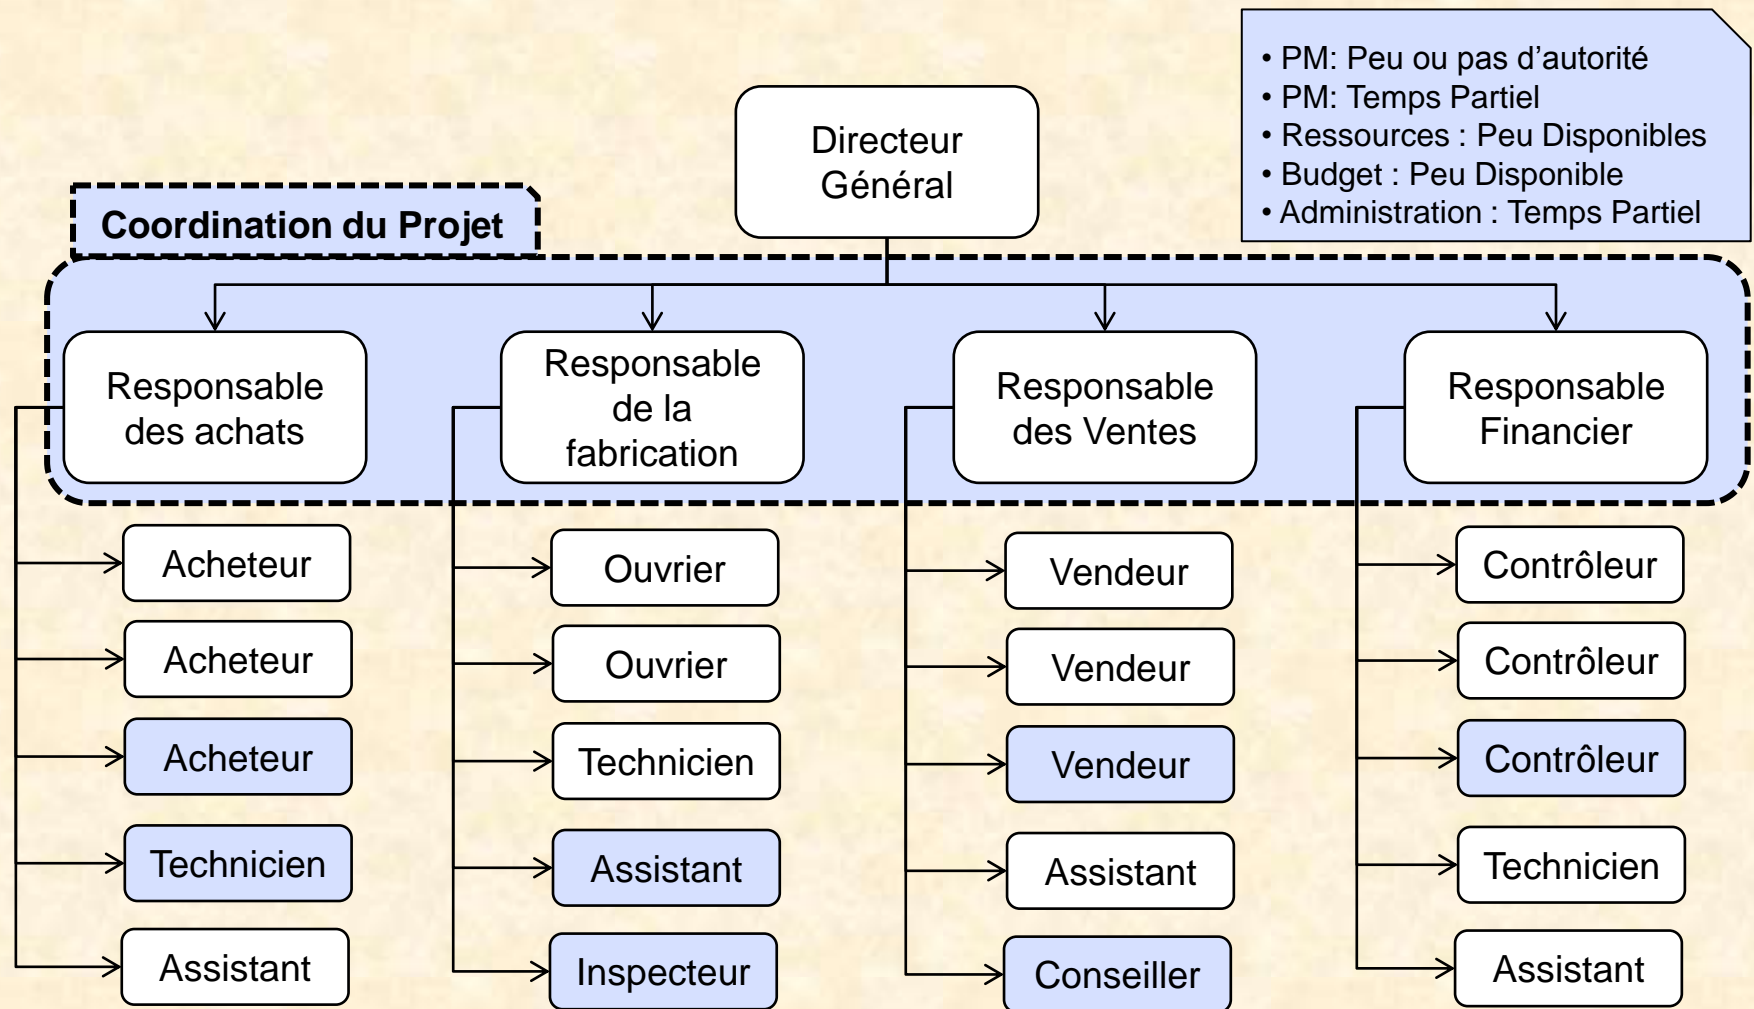 • PM: Peu ou pas d’autorité
• PM: Temps Partiel
• Ressources : Peu Disponibles
• Budget : Peu Disponible
• Administration : Temps Partiel
Directeur
Général
Coordination du Projet
Responsable
des achats
Responsable
de la
fabrication
Responsable
des Ventes
Responsable
Financier
Acheteur
Acheteur
Acheteur
Technicien
Assistant
Ouvrier
Ouvrier
Technicien
Assistant
Inspecteur
Vendeur
Vendeur
Vendeur
Assistant
Conseiller
Contrôleur
Contrôleur
Contrôleur
Technicien
Assistant